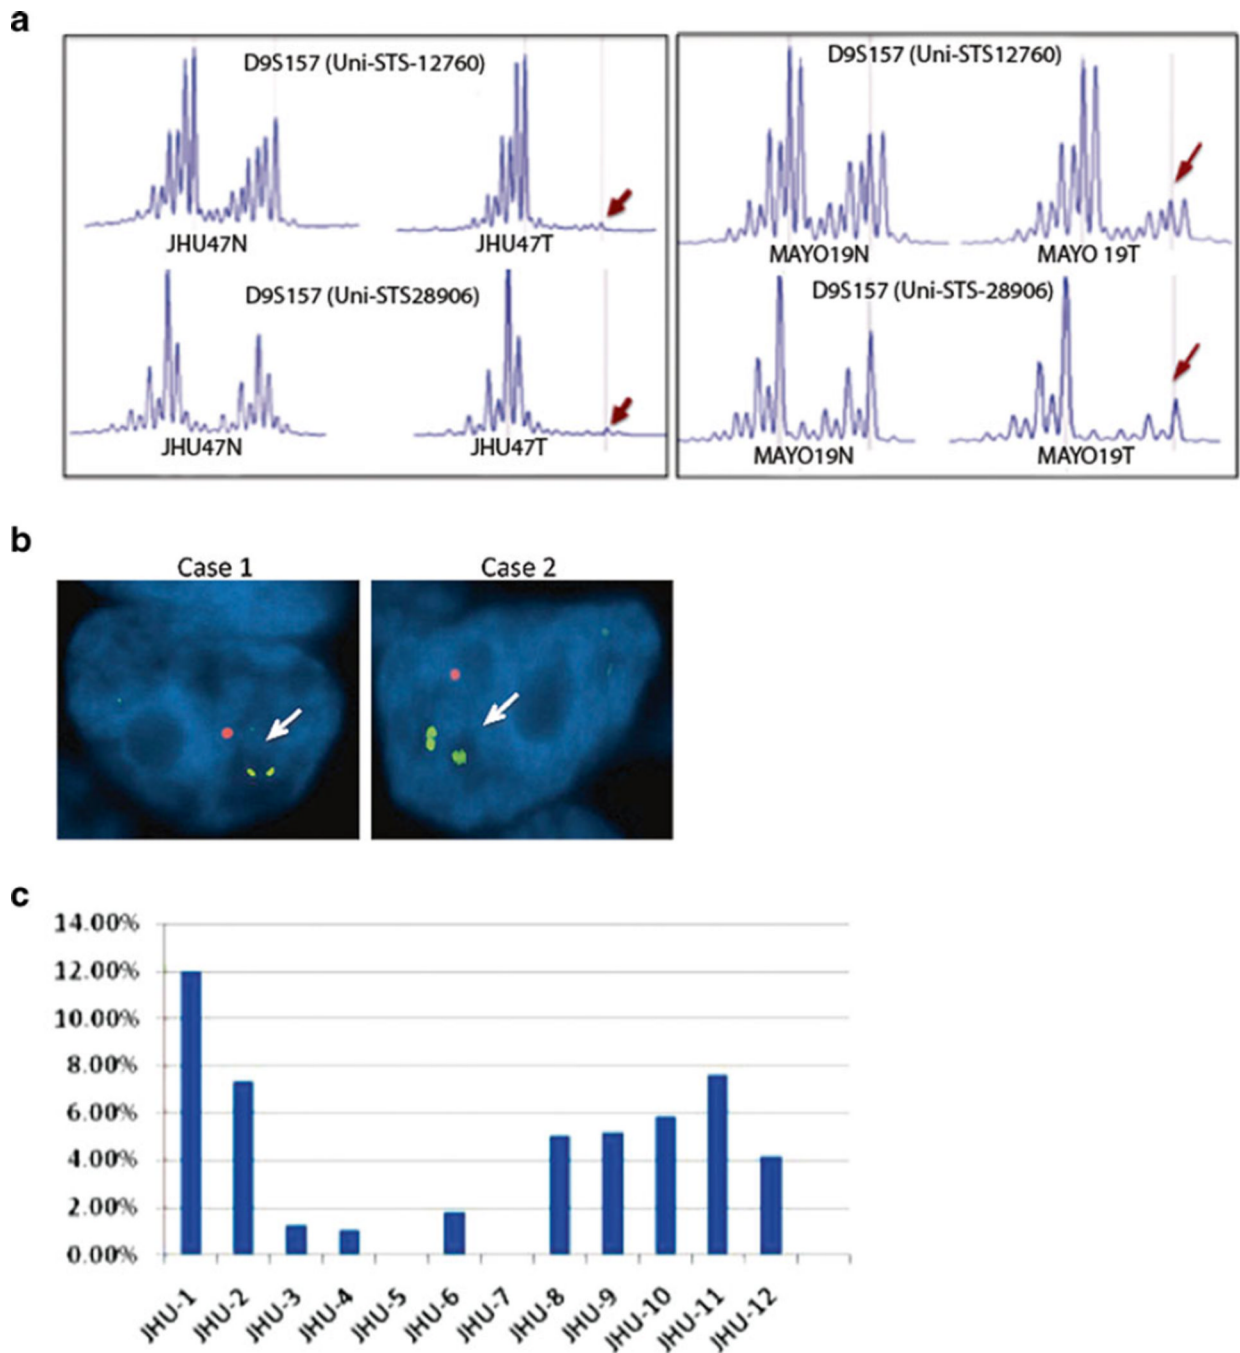 a
D9S157 (Uni-STS-12760)
JHU47N
JHU47T
D9S157 (Uni-STS28906)
JHU47N
JHU47T
D9S157 (Uni-STS12760)
MAYO19N
MAYO 19T
D9S157 (Uni-STS-28906)
MAYO19N
MAYO19T
b
Case 1
Case 2
c
14.00%
12.00%
10.00%
8.00%
6.00%
4.00%
2.00%
0.00%
JHU-1
JHU-2
JHU-3
JHU-4
JHU-5
JHU-6
JHU-7
JHU-8
JHU-9
JHU-10
JHU-11
JHU-12